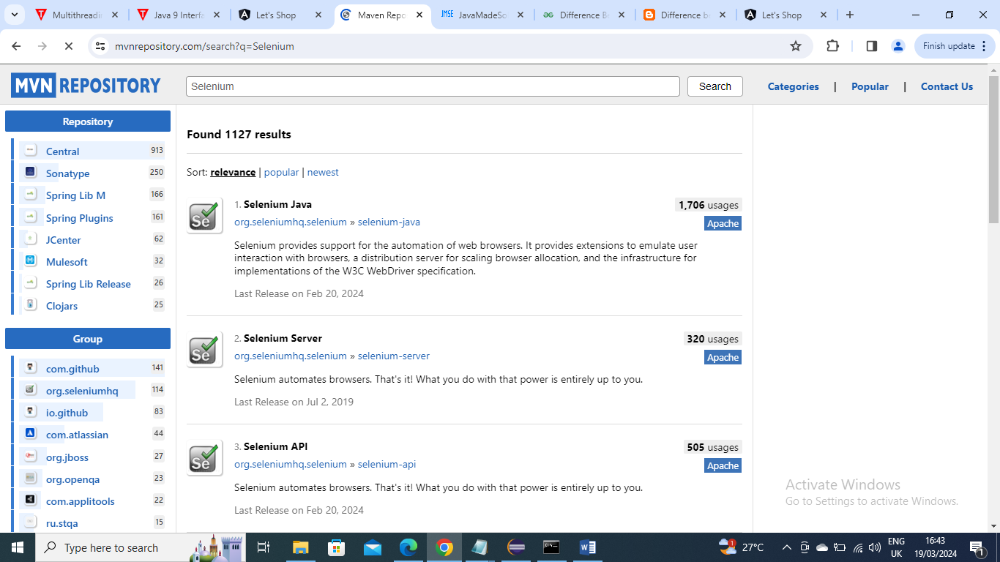 Multithreadin
Java 9 Interfa
Let's Shop
Maven Repo
JMSE
JavaMadeSo
Difference Be
Difference be
Let's Shop
mvnrepository.com/search?q=Selenium
Finish update
MVN REPOSITORY
Selenium
Search
Categories | Popular | Contact Us
Repository
Central 913
Sonatype 250
Spring Lib M 166
Spring Plugins 161
JCenter 62
Mulesoft 32
Spring Lib Release 26
Clojars 25
Group
com.github 141
org.seleniumhq 114
io.github 83
com.atlassian 44
org.jboss 27
org.openqa 23
com.applitools 22
ru.stqa 15
Found 1127 results
Sort: relevance | popular | newest
Se
1. Selenium Java
1,706 usages
org.seleniumhq.selenium » selenium-java
Apache
Selenium provides support for the automation of web browsers. It provides extensions to emulate user
interaction with browsers, a distribution server for scaling browser allocation, and the infrastructure for
implementations of the W3C WebDriver specification.
Last Release on Feb 20, 2024
Se
2. Selenium Server
320 usages
org.seleniumhq.selenium » selenium-server
Apache
Selenium automates browsers. That's it! What you do with that power is entirely up to you.
Last Release on Jul 2, 2019
Se
3. Selenium API
505 usages
org.seleniumhq.selenium » selenium-api
Apache
Selenium automates browsers. That's it! What you do with that power is entirely up to you.
Last Release on Feb 20, 2024
Activate Windows
Go to Settings to activate Windows.
Type here to search
1
27°C
ENG
UK
16:43
19/03/2024
1